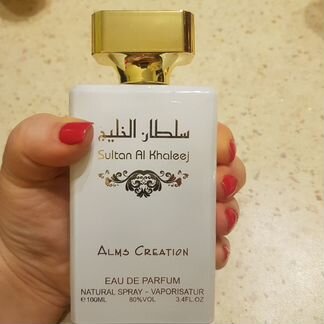 سلطان الخليج
Sultan Al Khaleej
ALMS CREATION
EAU DE PARFUM
NATURAL SPRAY - VAPORISATUR
℮ 100ML 80%VOL 3.4FL.OZ